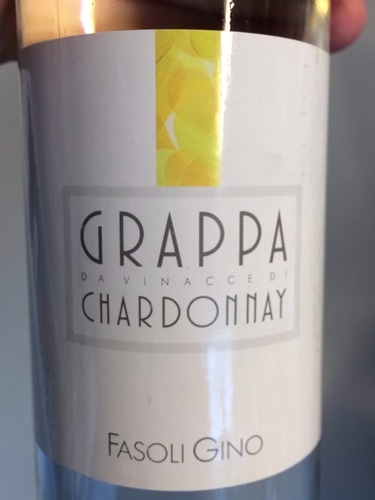 GRAPPA
DA VINACCE DI
CHARDONNAY
FASOLI GINO